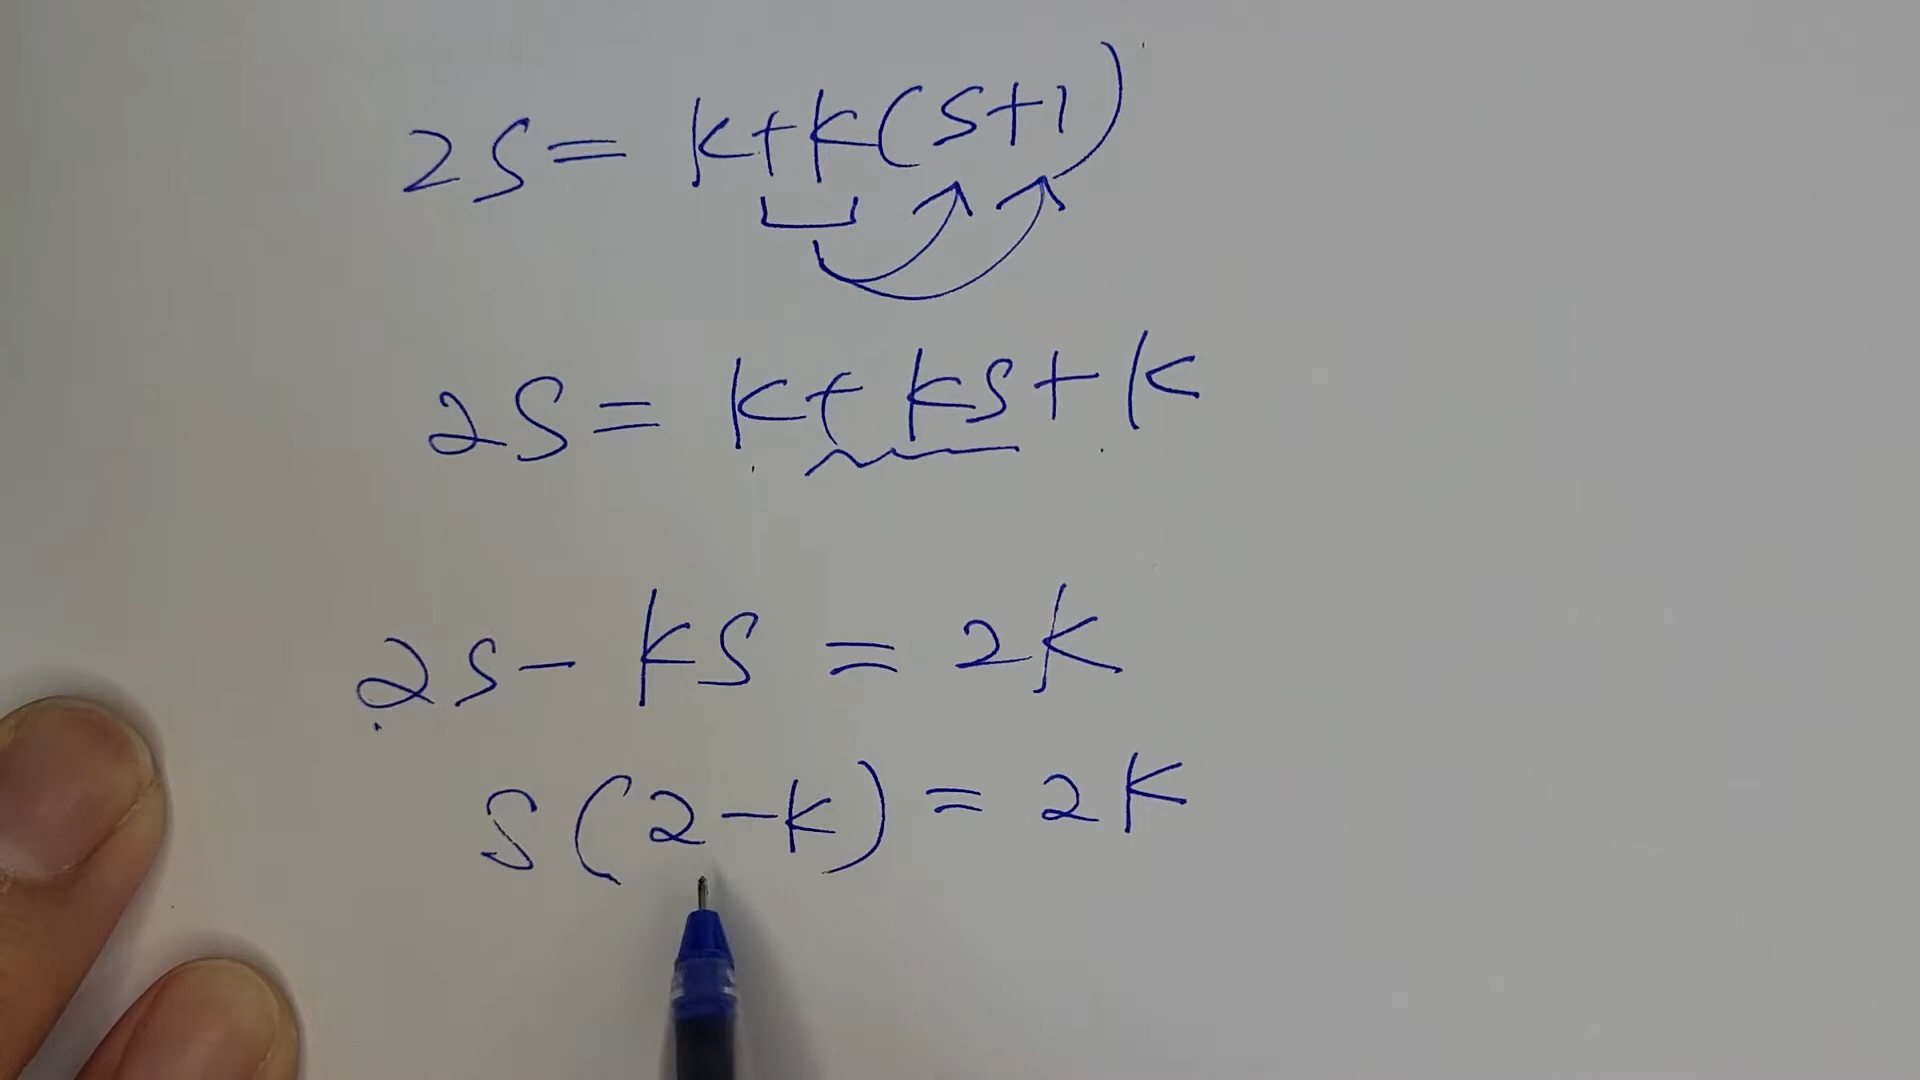 2S = k+k(S+1)
2S = k+ kS + k
2S - kS = 2k
S(2-k) = 2k